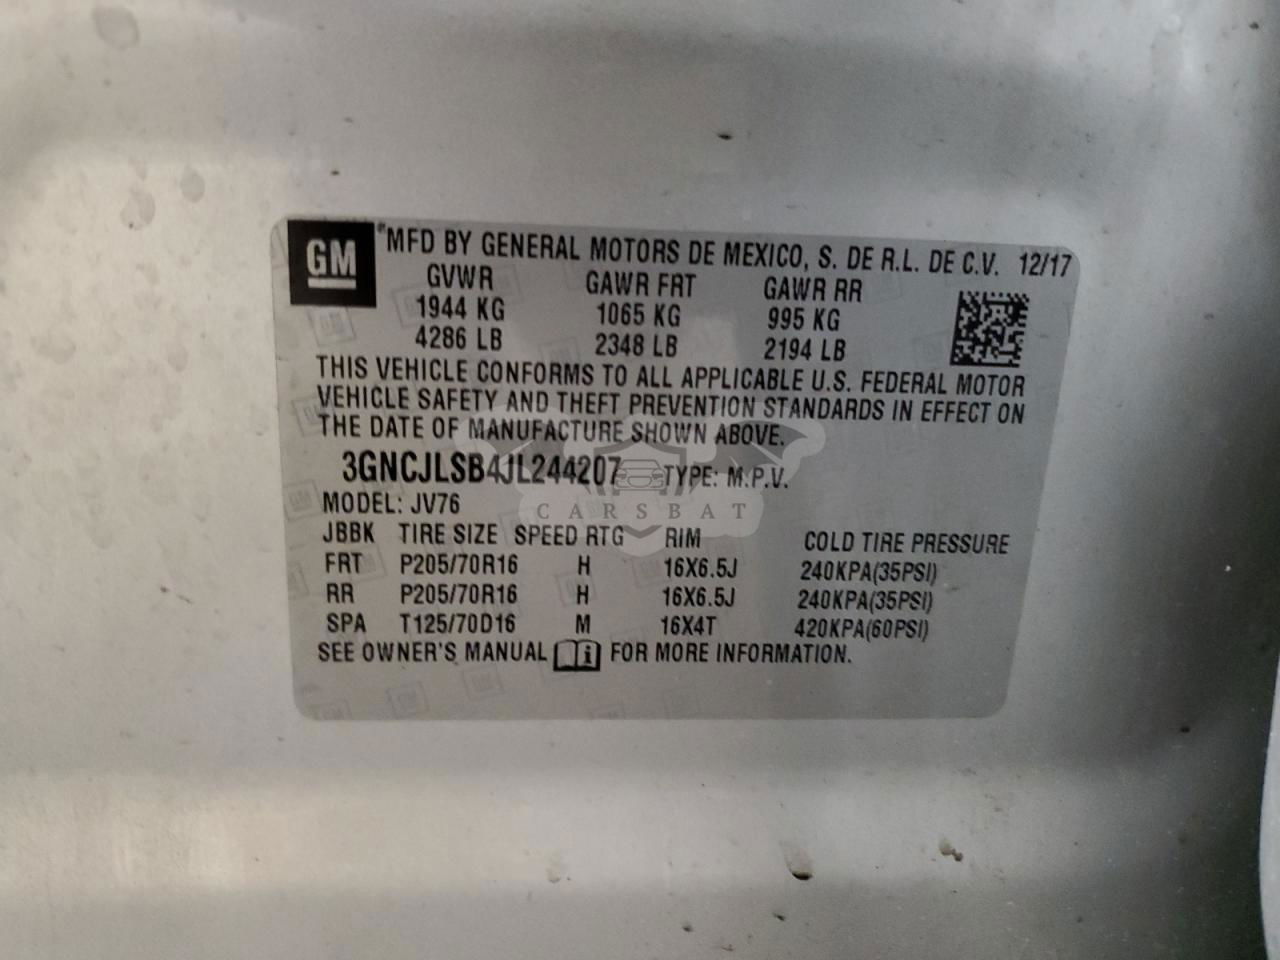 GM
MFD BY GENERAL MOTORS DE MEXICO, S. DE R.L. DE C.V. 12/17
GVWR GAWR FRT GAWR RR
1944 KG 1065 KG 995 KG
4286 LB 2348 LB 2194 LB
THIS VEHICLE CONFORMS TO ALL APPLICABLE U.S. FEDERAL MOTOR
VEHICLE SAFETY AND THEFT PREVENTION STANDARDS IN EFFECT ON
THE DATE OF MANUFACTURE SHOWN ABOVE.
3GNCJLSB4JL244207 TYPE: M.P.V.
MODEL: JV76
CARSBAT
JBBK TIRE SIZE SPEED RTG RIM COLD TIRE PRESSURE
FRT P205/70R16 H 16X6.5J 240KPA(35PSI)
RR P205/70R16 H 16X6.5J 240KPA(35PSI)
SPA T125/70D16 M 16X4T 420KPA(60PSI)
SEE OWNER'S MANUAL i FOR MORE INFORMATION.